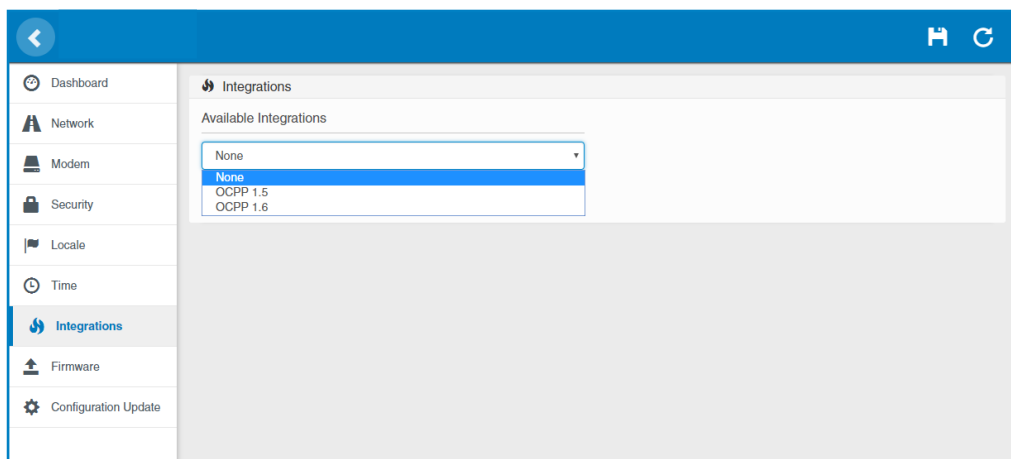 Dashboard
Network
Modem
Security
Locale
Time
Integrations
Firmware
Configuration Update
Integrations
Available Integrations
None
None
OCPP 1.5
OCPP 1.6